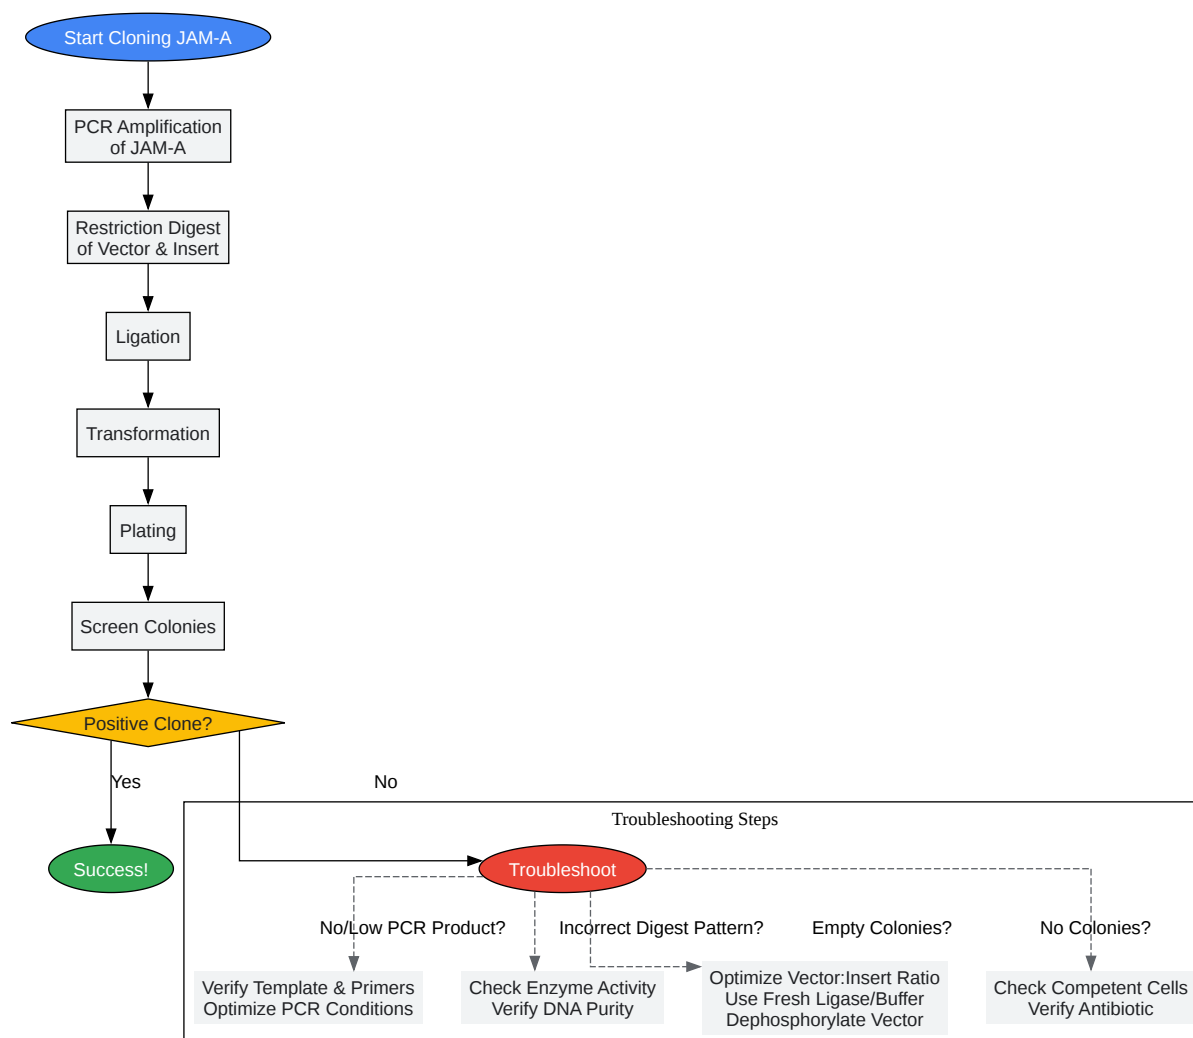 Start Cloning JAM-A
PCR Amplification
of JAM-A
Restriction Digest
of Vector & Insert
Ligation
Transformation
Plating
Screen Colonies
Positive Clone?
Yes
No
Troubleshooting Steps
Success!
Troubleshoot
No/Low PCR Product?
Incorrect Digest Pattern?
Empty Colonies?
No Colonies?
Verify Template & Primers
Optimize PCR Conditions
Check Enzyme Activity
Verify DNA Purity
Optimize Vector:Insert Ratio
Use Fresh Ligase/Buffer
Dephosphorylate Vector
Check Competent Cells
Verify Antibiotic